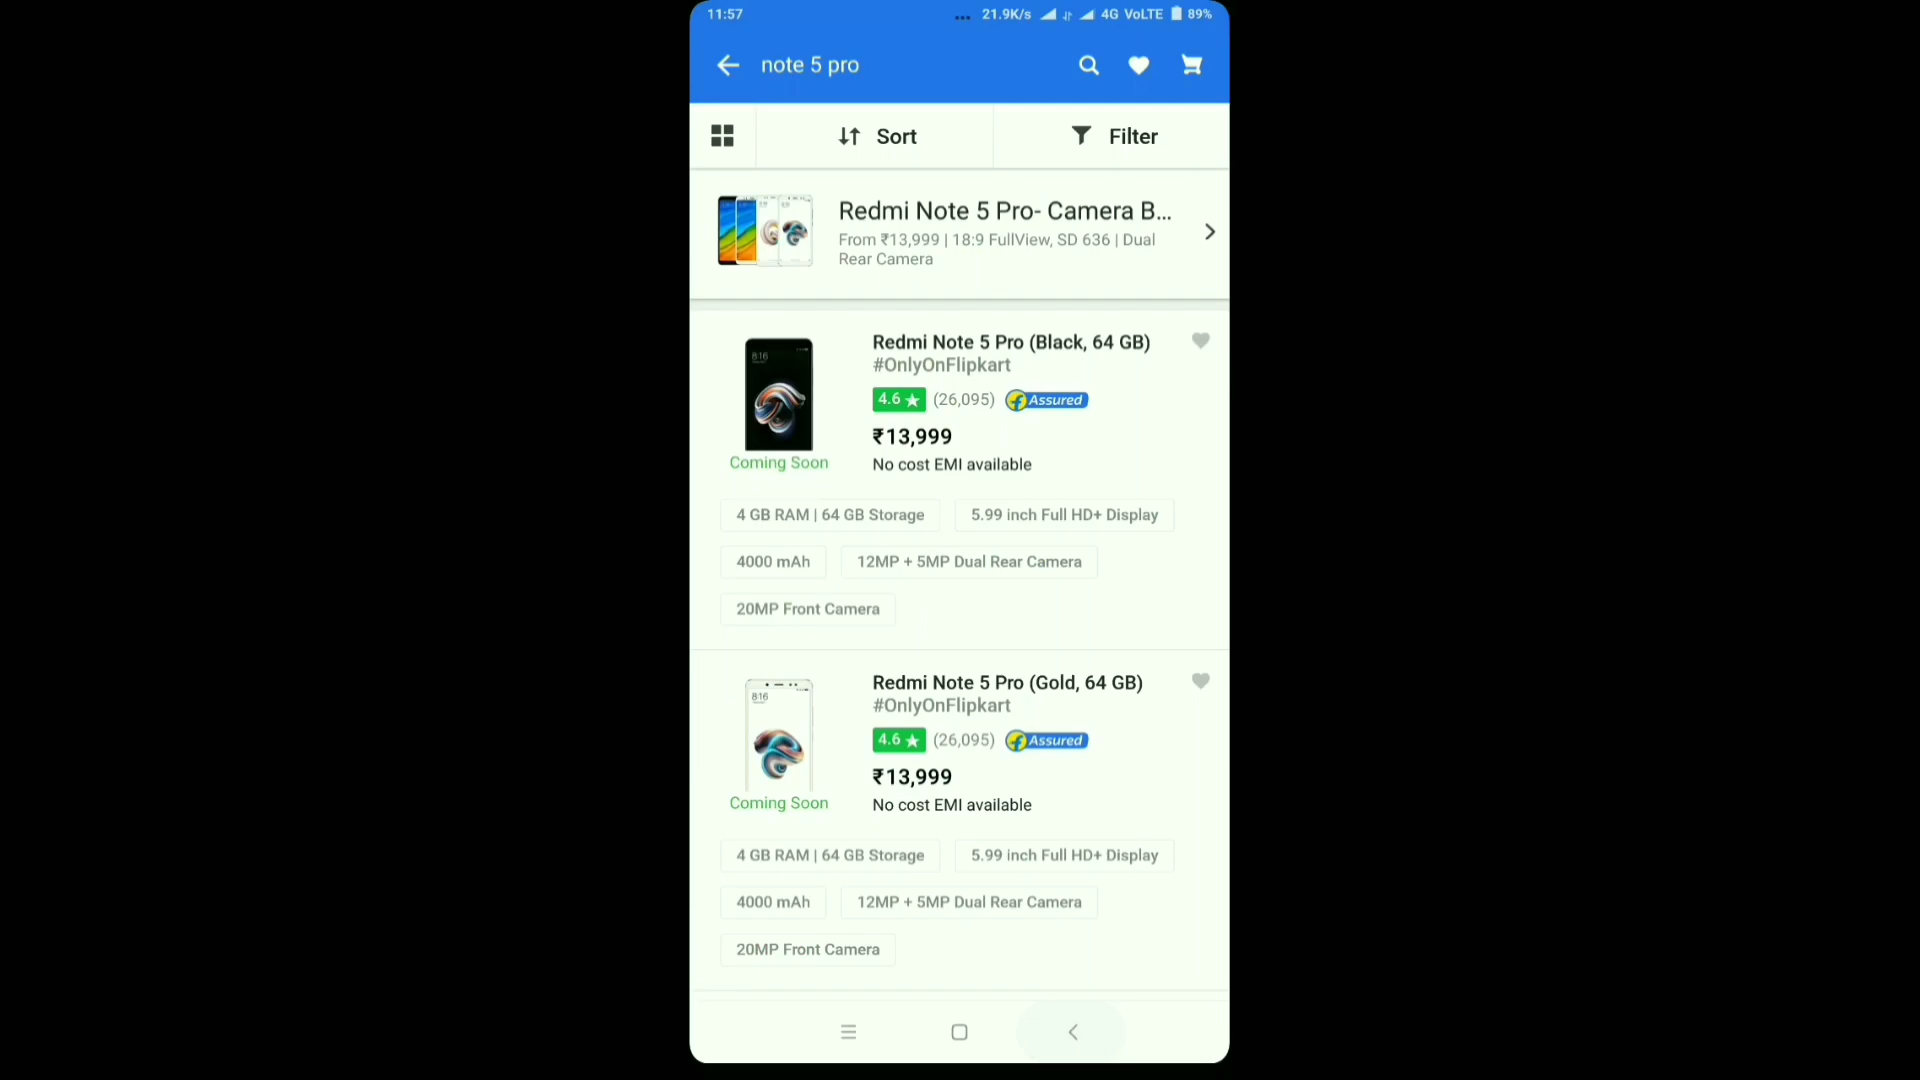 11:57 ... 21.9K/s 4G VoLTE 89%
note 5 pro
Sort Filter
Redmi Note 5 Pro- Camera B...
From ₹13,999 | 18:9 FullView, SD 636 | Dual
Rear Camera
Redmi Note 5 Pro (Black, 64 GB)
#OnlyOnFlipkart
4.6★ (26,095) f Assured
₹13,999
No cost EMI available
8:16
Coming Soon
4 GB RAM | 64 GB Storage 5.99 inch Full HD+ Display
4000 mAh 12MP + 5MP Dual Rear Camera
20MP Front Camera
Redmi Note 5 Pro (Gold, 64 GB)
#OnlyOnFlipkart
4.6★ (26,095) f Assured
₹13,999
No cost EMI available
8:16
Coming Soon
4 GB RAM | 64 GB Storage 5.99 inch Full HD+ Display
4000 mAh 12MP + 5MP Dual Rear Camera
20MP Front Camera